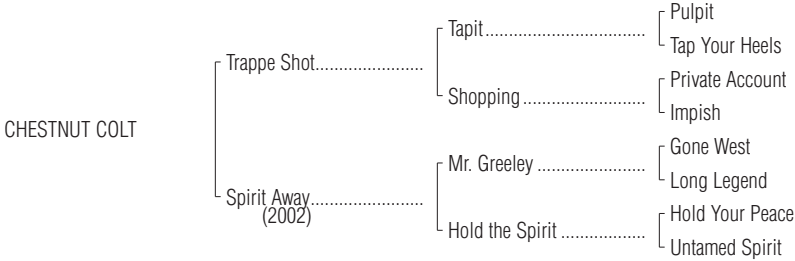 Pulpit
Tapit
Tap Your Heels
Trappe Shot
Private Account
Shopping
Impish
CHESTNUT COLT
Gone West
Mr. Greeley
Long Legend
Spirit Away
(2002)
Hold Your Peace
Hold the Spirit
Untamed Spirit